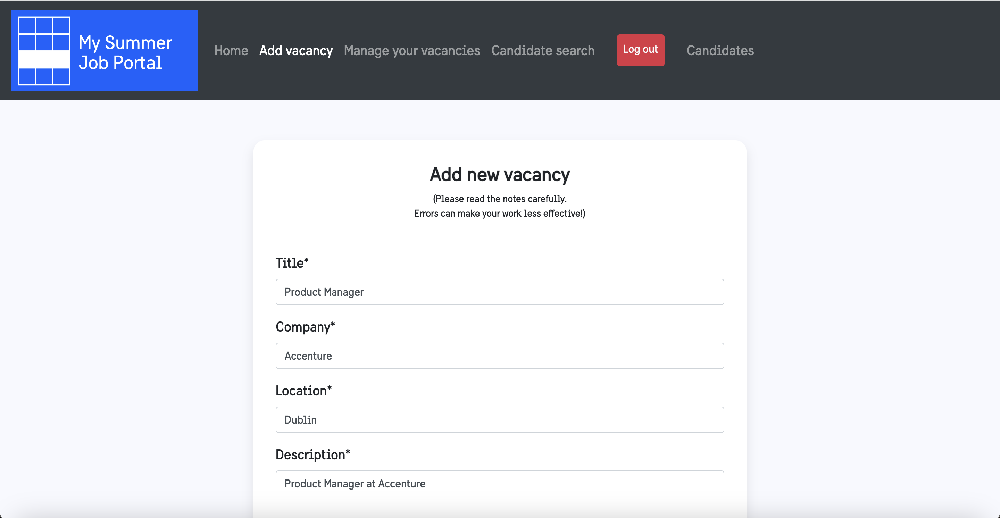 My Summer
Job Portal
Home Add vacancy Manage your vacancies Candidate search Log out Candidates
Add new vacancy
(Please read the notes carefully.
Errors can make your work less effective!)
Title*
Product Manager
Company*
Accenture
Location*
Dublin
Description*
Product Manager at Accenture